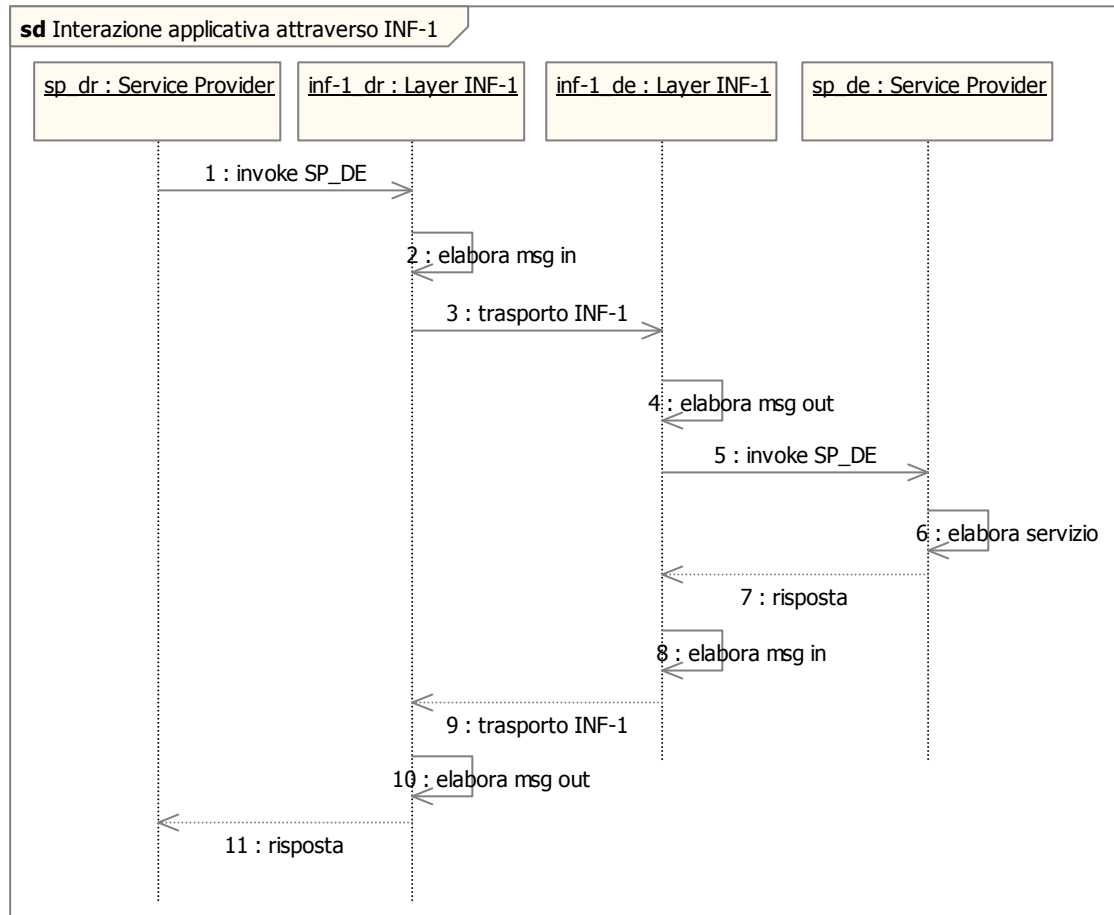 sd Interazione applicativa attraverso INF-1
sp_dr : Service Provider
inf-1_dr : Layer INF-1
inf-1_de : Layer INF-1
sp_de : Service Provider
1 : invoke SP_DE
2 : elabora msg in
3 : trasporto INF-1
4 : elabora msg out
5 : invoke SP_DE
6 : elabora servizio
7 : risposta
8 : elabora msg in
9 : trasporto INF-1
10 : elabora msg out
11 : risposta